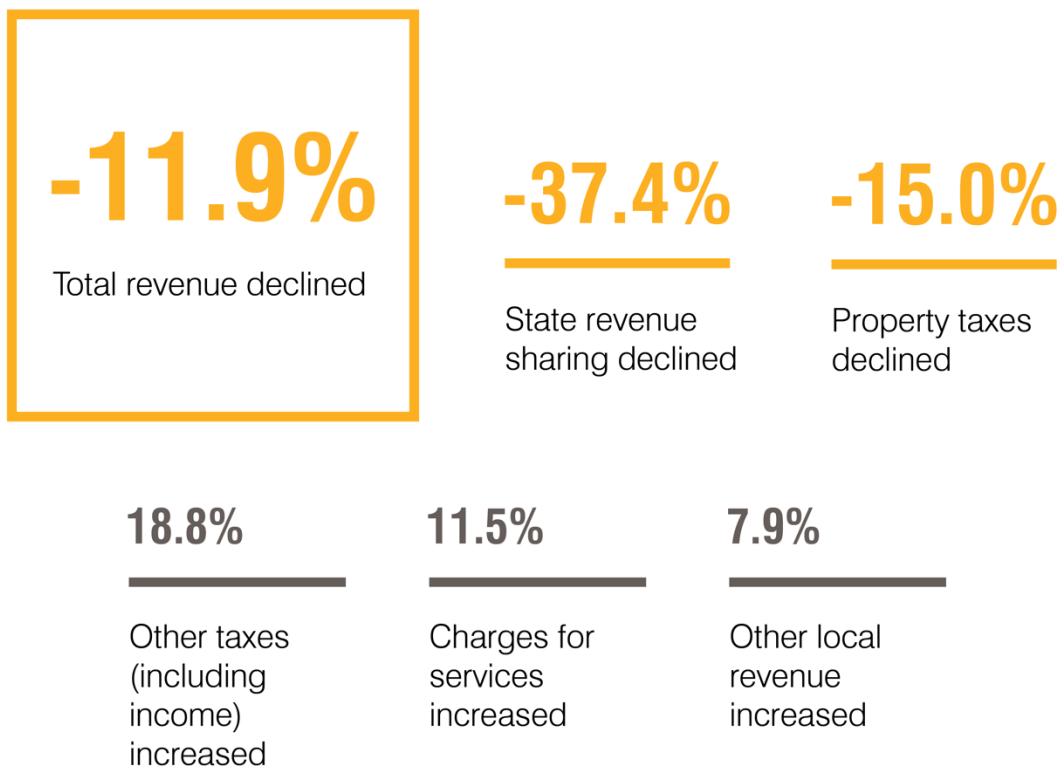 -11.9%
Total revenue declined
-37.4%
State revenue
sharing declined
-15.0%
Property taxes
declined
18.8%
Other taxes
(including
income)
increased
11.5%
Charges for
services
increased
7.9%
Other local
revenue
increased